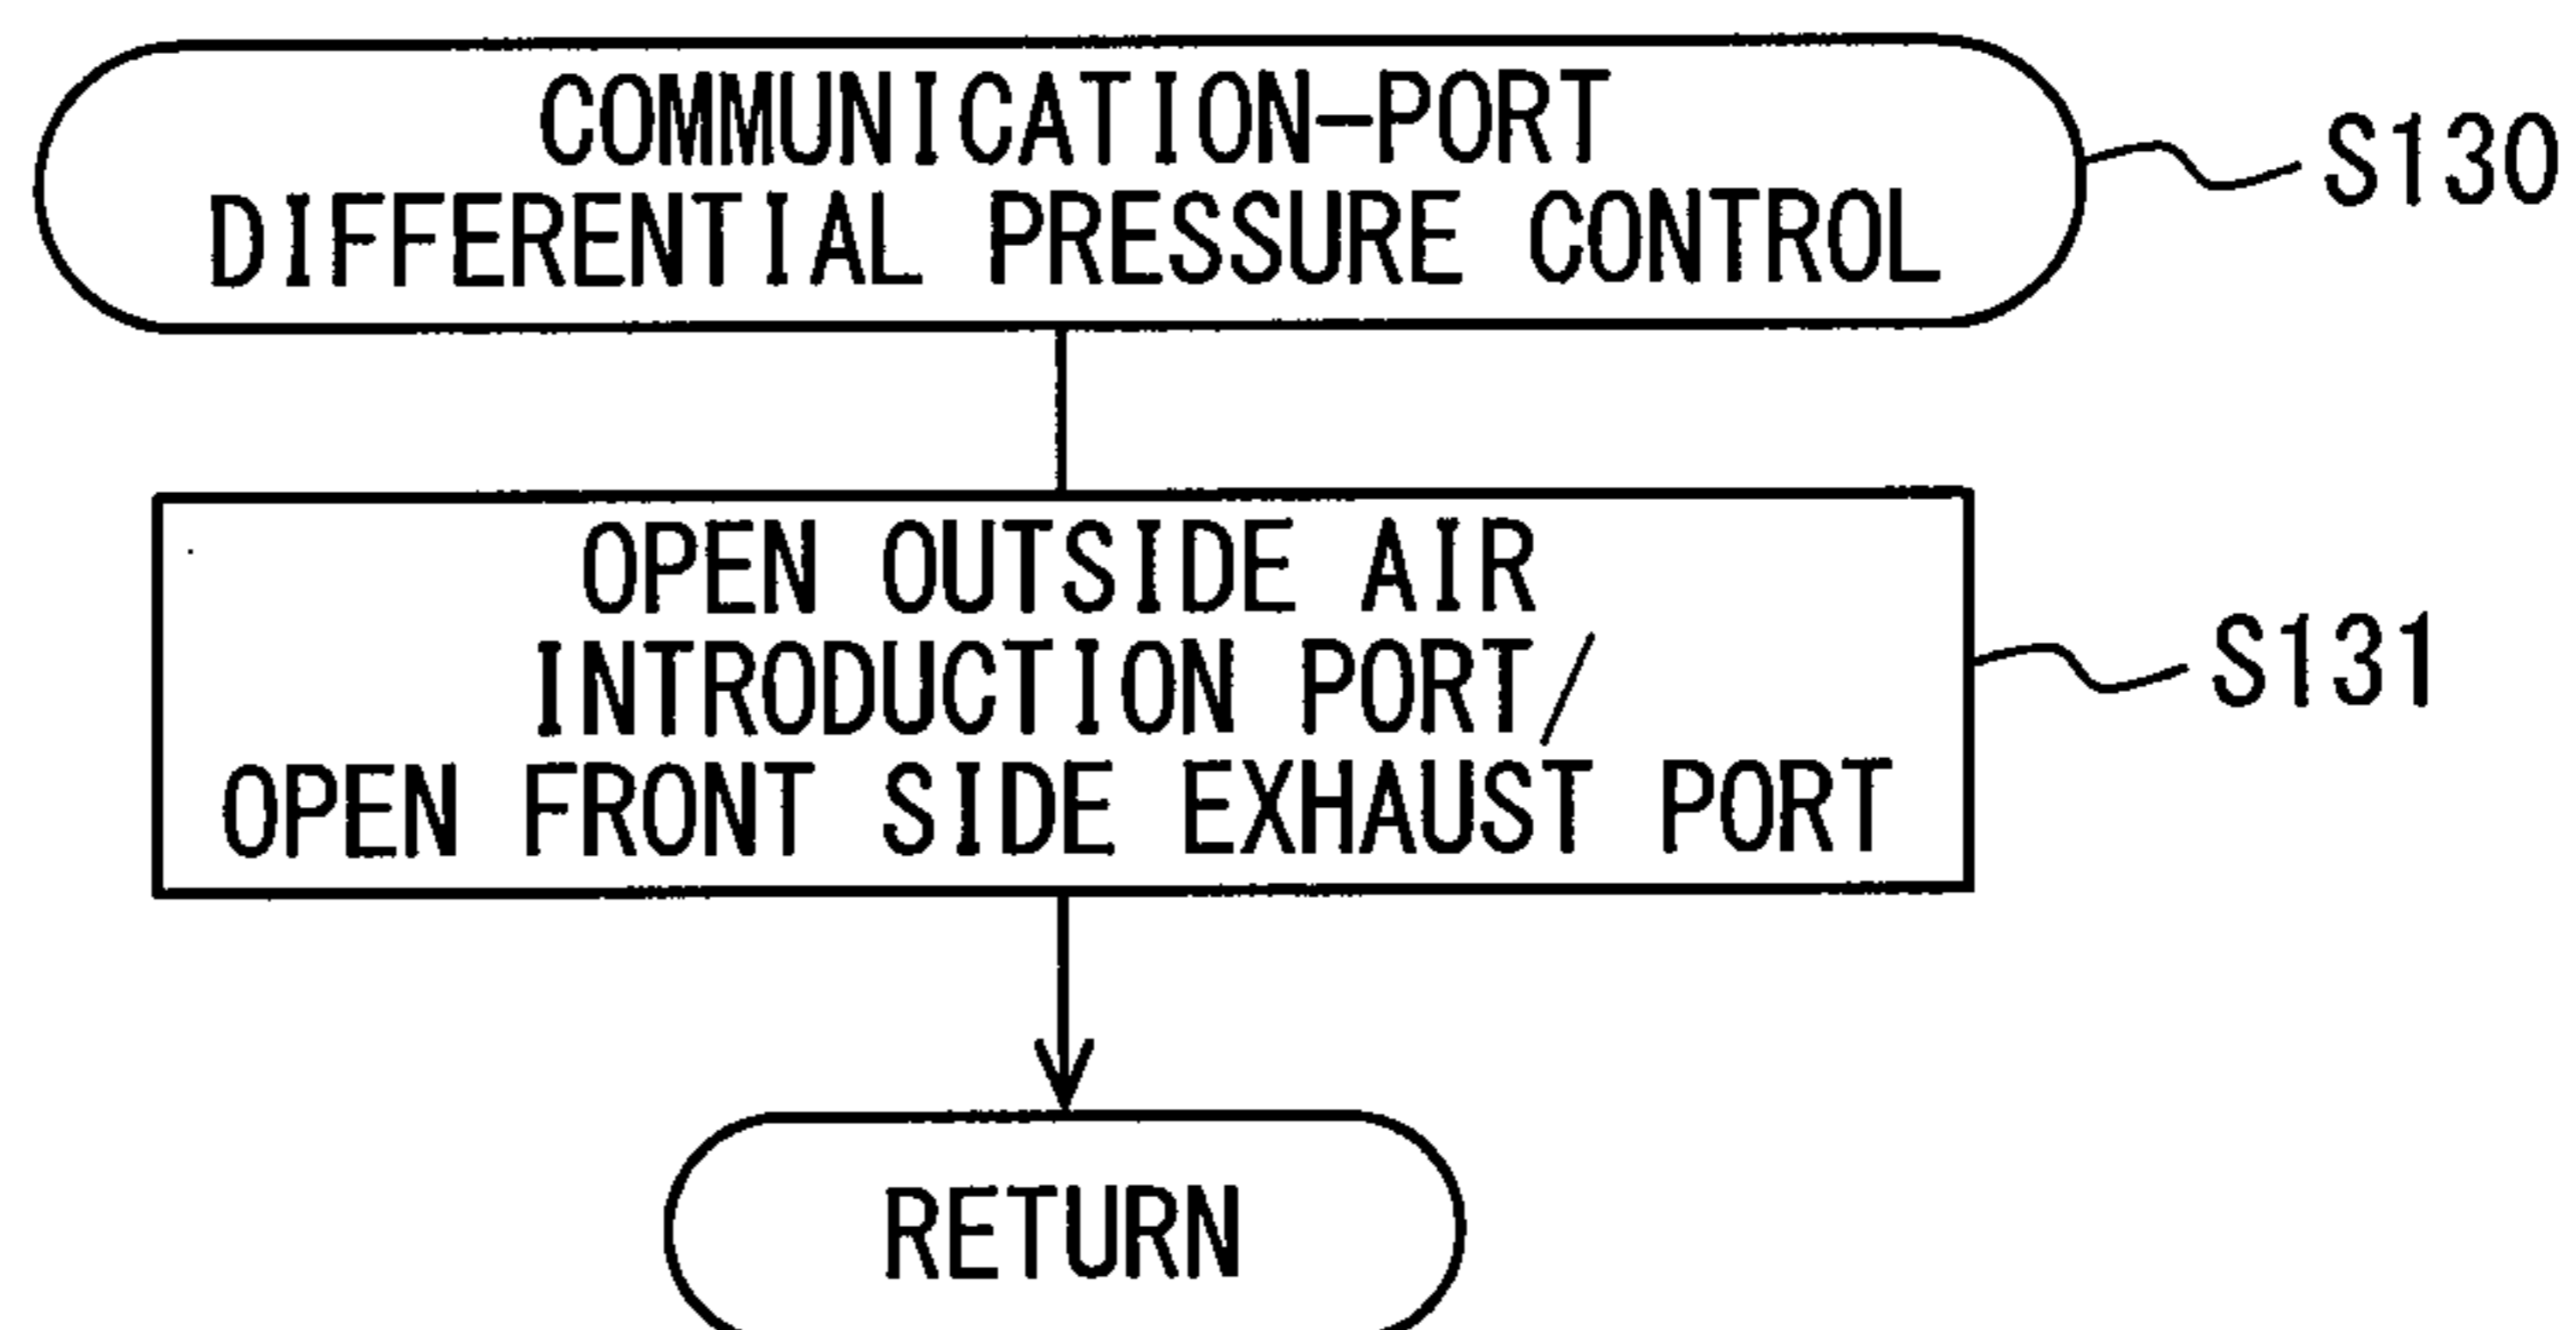 COMMUNICATION-PORT
DIFFERENTIAL PRESSURE CONTROL
S130
OPEN OUTSIDE AIR
INTRODUCTION PORT/
OPEN FRONT SIDE EXHAUST PORT
S131
RETURN